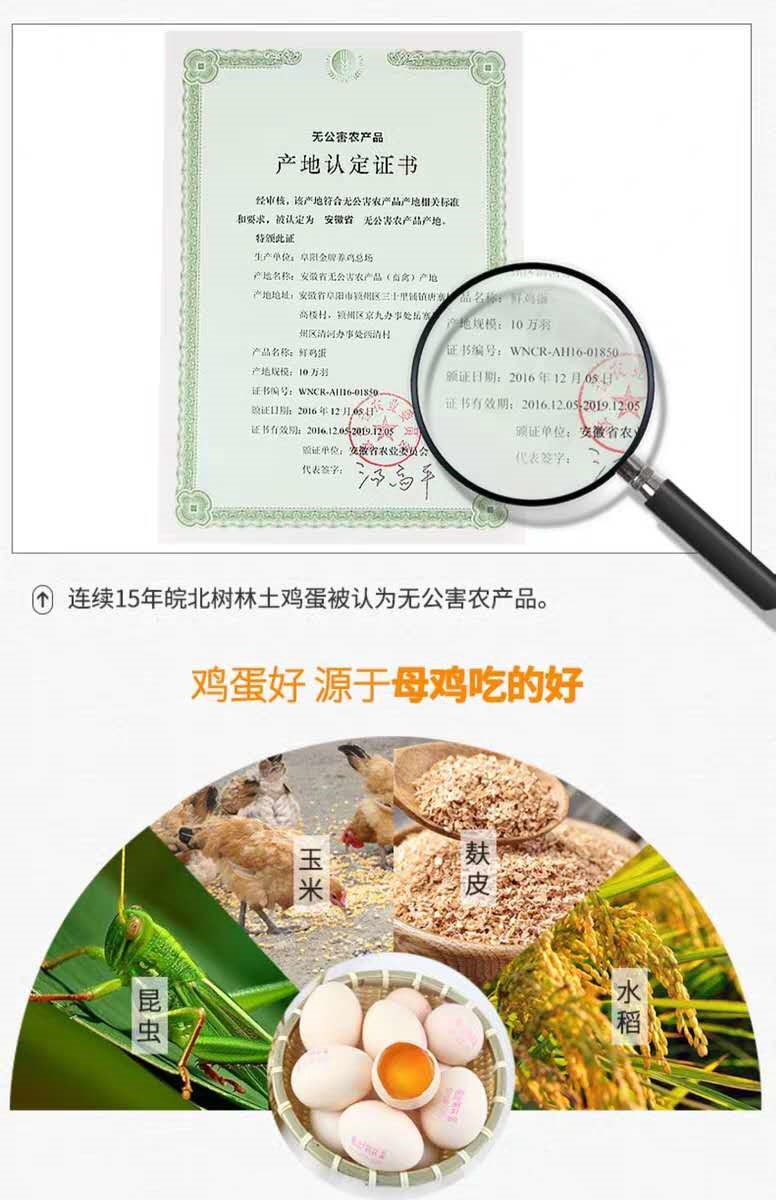 无公害农产品
产地认定证书
经审核，该产地符合无公害农产品产地相关标准
和要求，被认定为 安徽省 无公害农产品产地。
特颁此证
生产单位：阜阳金牌养鸡总场
产地名称：安徽省无公害农产品（畜禽）产地
产地地址：安徽省阜阳市颍州区三十里铺镇唐寨
高楼村，颍州区京九办事处岳寨
州区清河办事处西清村
产品名称：鲜鸡蛋
产地规模：10万羽
证书编号：WNCR-AH16-01850
颁证日期：2016年12月05日
证书有效期：2016.12.05-2019.12.05
颁证单位：安徽省农业委员会
代表签字：
品名称：鲜鸡蛋
产地规模：10万羽
证书编号：WNCR-AH16-01850
颁证日期：2016年12月05日
证书有效期：2016.12.05-2019.12.05
颁证单位：安徽省农
代表签字：
连续15年皖北树林土鸡蛋被认为无公害农产品。
鸡蛋好 源于母鸡吃的好
玉米
麸皮
昆虫
水稻